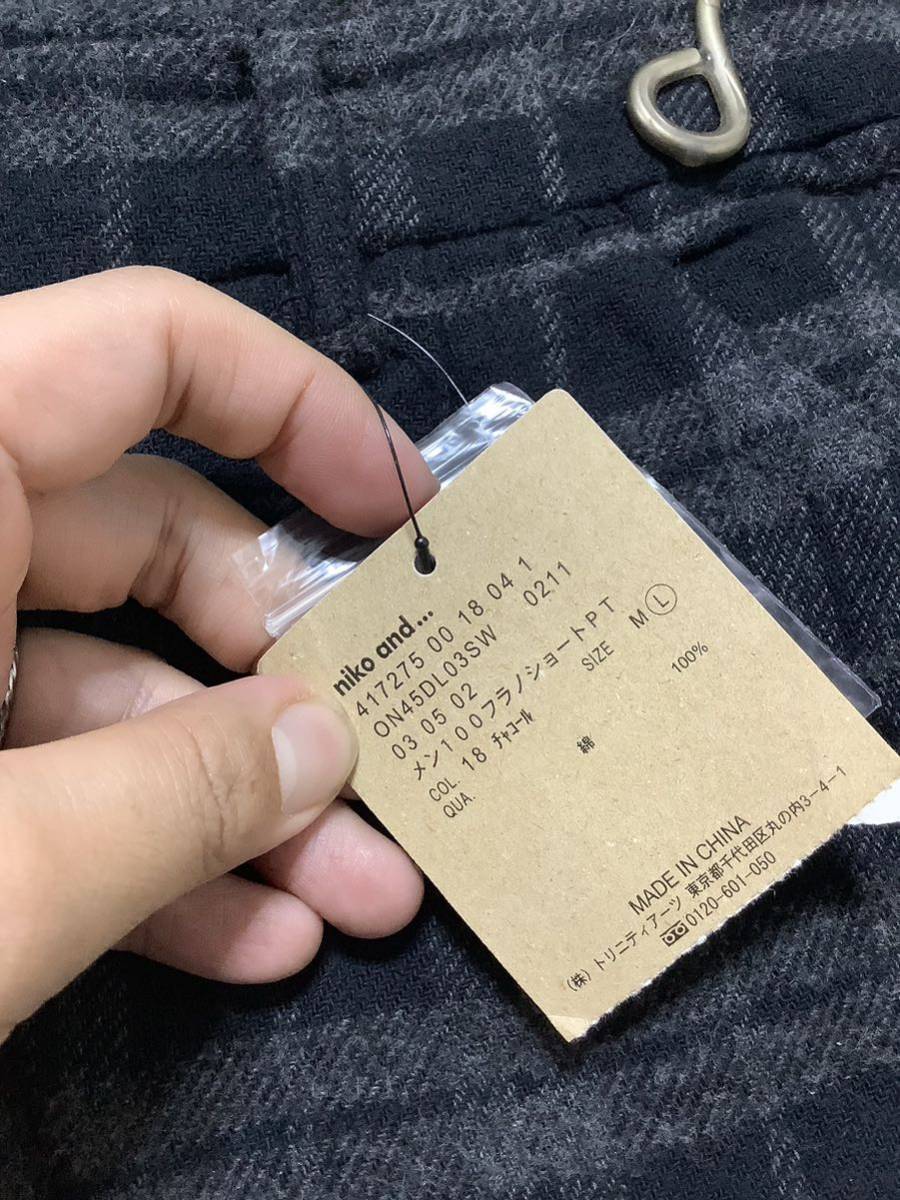 niko and...
417275 00 18 04 1
ON45DL03SW 0211
03 05 02
メン100フラノショートPT
COL. 18 チャコール SIZE M Ⓛ
QUA. 綿 100%
MADE IN CHINA
(株)トリニティアーツ 東京都千代田区丸の内3-4-1
0120-601-050